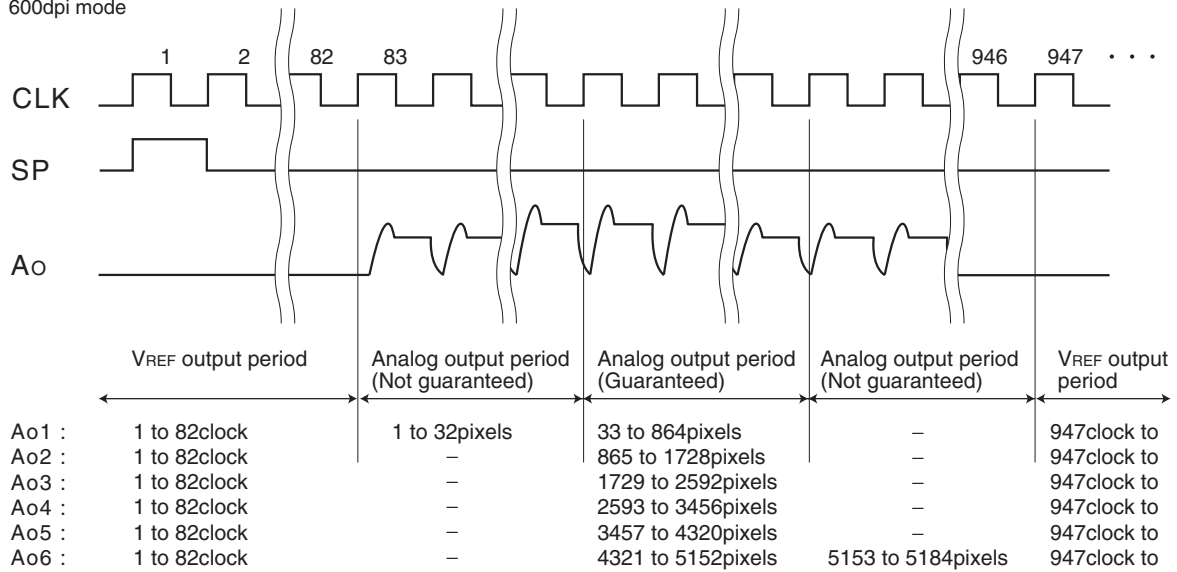 600dpi mode
1 2 82 83 946 947 · · ·
CLK
SP
AO
VREF output period
Analog output period
(Not guaranteed)
Analog output period
(Guaranteed)
Analog output period
(Not guaranteed)
VREF output
period
Ao1 : 1 to 82clock 1 to 32pixels 33 to 864pixels – 947clock to
Ao2 : 1 to 82clock – 865 to 1728pixels – 947clock to
Ao3 : 1 to 82clock – 1729 to 2592pixels – 947clock to
Ao4 : 1 to 82clock – 2593 to 3456pixels – 947clock to
Ao5 : 1 to 82clock – 3457 to 4320pixels – 947clock to
Ao6 : 1 to 82clock – 4321 to 5152pixels 5153 to 5184pixels 947clock to